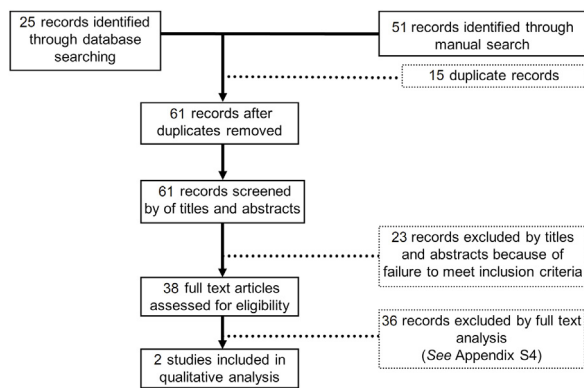 25 records identified
through database
searching
51 records identified through
manual search
15 duplicate records
61 records after
duplicates removed
61 records screened
by of titles and abstracts
23 records excluded by titles
and abstracts because of
failure to meet inclusion criteria
38 full text articles
assessed for eligibility
36 records excluded by full text
analysis
(See Appendix S4)
2 studies included in
qualitative analysis